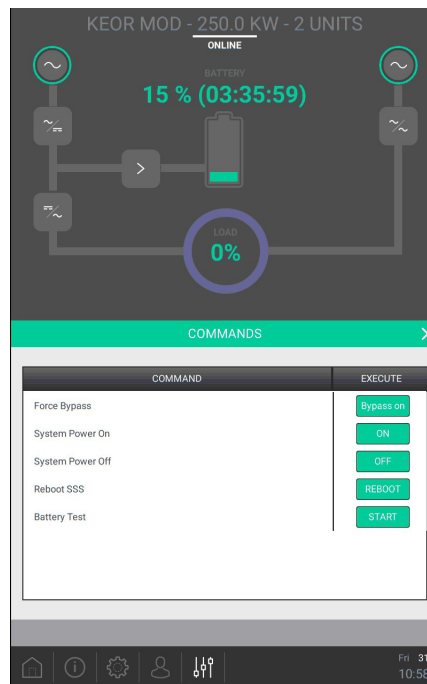 KEOR MOD - 250.0 KW - 2 UNITS
ONLINE
BATTERY
15 % (03:35:59)
LOAD
0%
COMMANDS
COMMAND EXECUTE
Force Bypass Bypass on
System Power On ON
System Power Off OFF
Reboot SSS REBOOT
Battery Test START
Fri 31
10:58